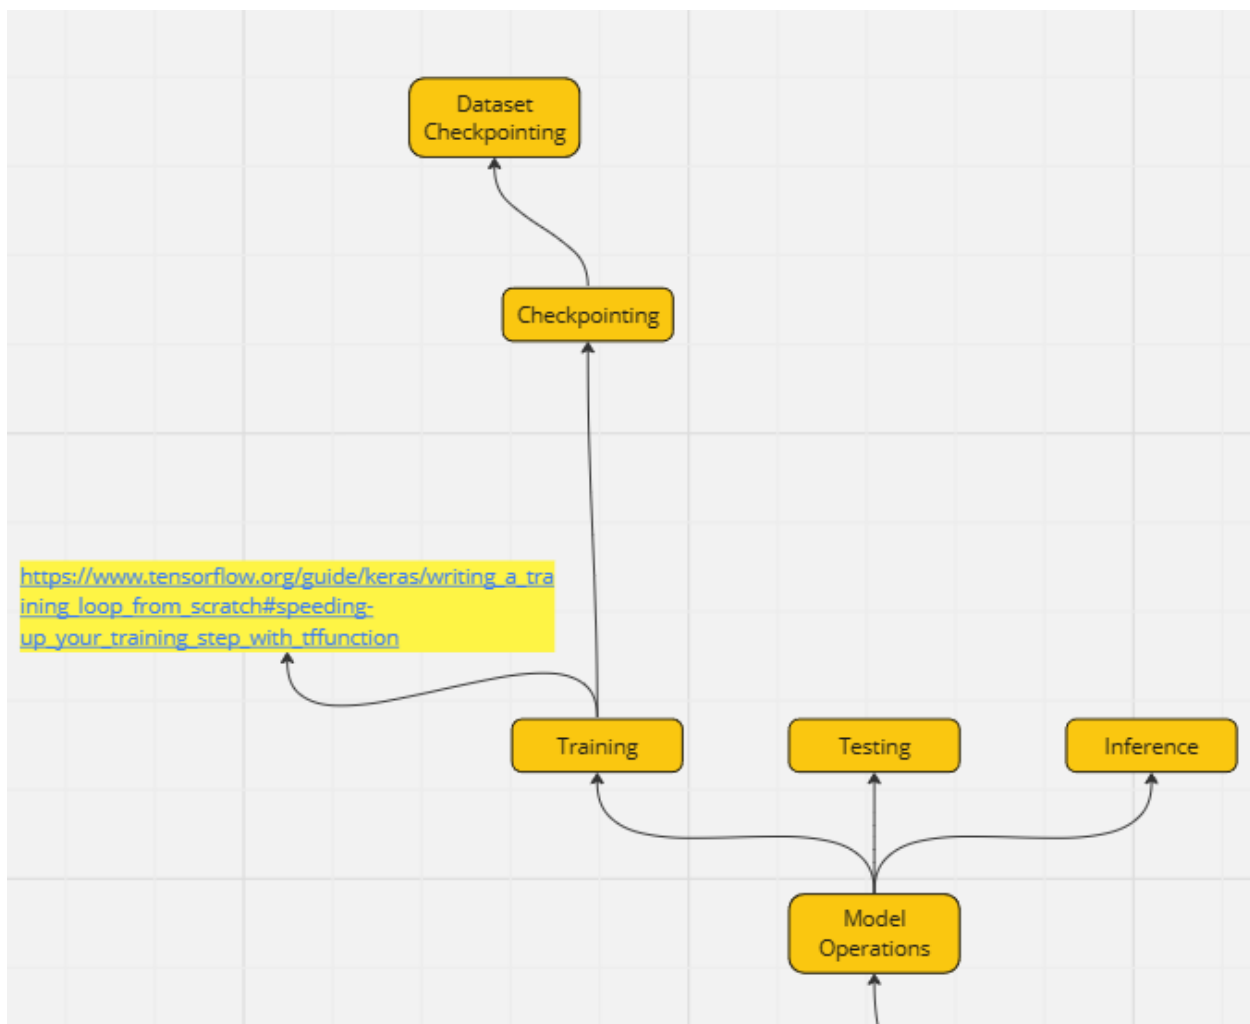 Dataset
Checkpointing
Checkpointing
https://www.tensorflow.org/guide/keras/writing_a_tra
ining_loop_from_scratch#speeding-
up_your_training_step_with_tffunction
Training
Testing
Inference
Model
Operations